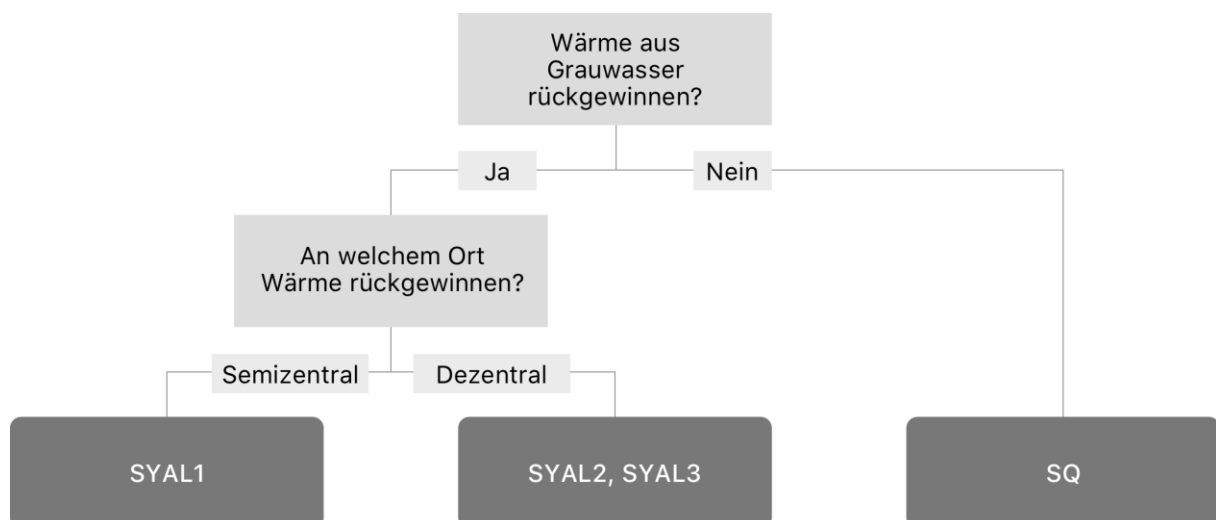 Wärme aus
Grauwasser
rückgewinnen?
Ja
Nein
An welchem Ort
Wärme rückgewinnen?
Semizentral
Dezentral
SYAL1
SYAL2, SYAL3
SQ